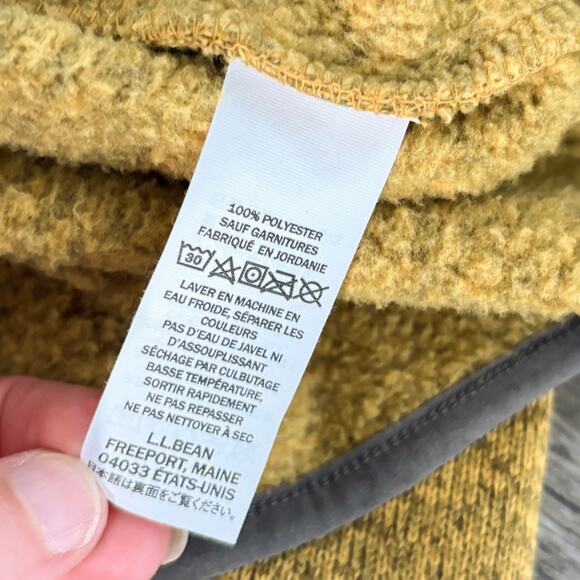 100% POLYESTER
SAUF GARNITURES
FABRIQUÉ EN JORDANIE
30
LAVER EN MACHINE EN
EAU FROIDE, SÉPARER LES
COULEURS
PAS D'EAU DE JAVEL NI
D'ASSOUPLISSANT
SÉCHAGE PAR CULBUTAGE
BASSE TEMPÉRATURE,
SORTIR RAPIDEMENT
NE PAS REPASSER
NE PAS NETTOYER À SEC
L.L.BEAN
FREEPORT, MAINE
04033 ÉTATS-UNIS
日本語は裏面をご覧ください。